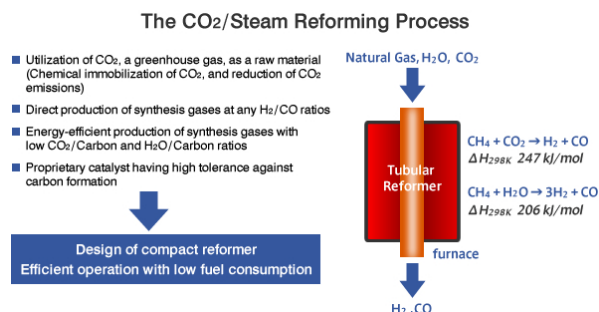 The CO₂/Steam Reforming Process
Utilization of CO₂, a greenhouse gas, as a raw material
(Chemical immobilization of CO₂, and reduction of CO₂
emissions)
Direct production of synthesis gases at any H₂/CO ratios
Energy-efficient production of synthesis gases with
low CO₂/Carbon and H₂O/Carbon ratios
Proprietary catalyst having high tolerance against
carbon formation
Design of compact reformer
Efficient operation with low fuel consumption
Natural Gas, H₂O, CO₂
Tubular
Reformer
CH₄ + CO₂ → H₂ + CO
ΔH₂₉₈K 247 kJ/mol
CH₄ + H₂O → 3H₂ + CO
ΔH₂₉₈K 206 kJ/mol
furnace
H₂ ,CO